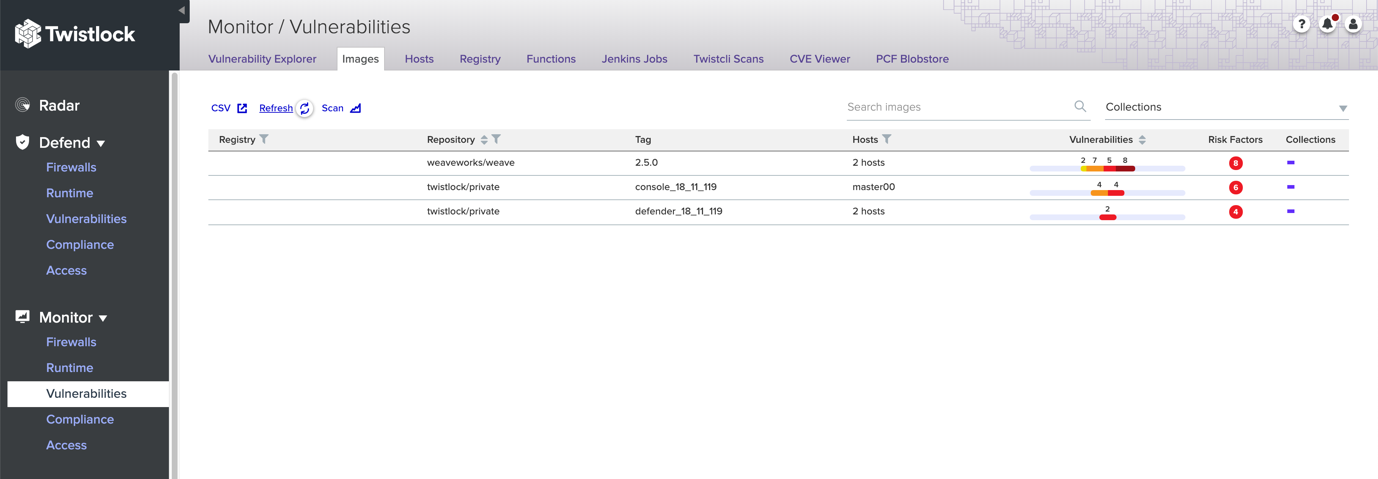 Twistlock
Monitor / Vulnerabilities
?
Vulnerability Explorer Images Hosts Registry Functions Jenkins Jobs Twistcli Scans CVE Viewer PCF Blobstore
Radar
Defend
Firewalls
Runtime
Vulnerabilities
Compliance
Access
Monitor
Firewalls
Runtime
Vulnerabilities
Compliance
Access
CSV Refresh Scan Search images Collections
Registry Repository Tag Hosts Vulnerabilities Risk Factors Collections
weaveworks/weave 2.5.0 2 hosts 2 7 5 8 8
twistlock/private console_18_11_119 master00 4 4 6
twistlock/private defender_18_11_119 2 hosts 2 4